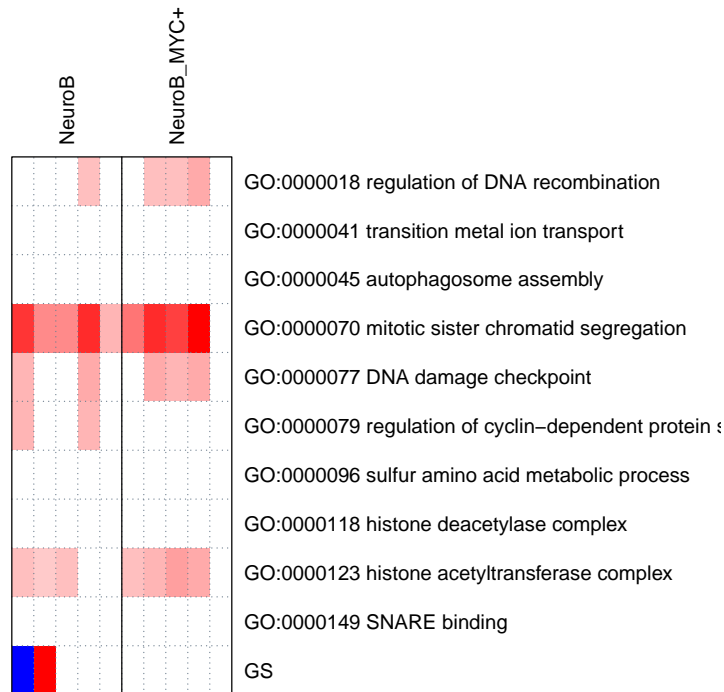 NeuroB
NeuroB_MYC+
GO:0000018 regulation of DNA recombination
GO:0000041 transition metal ion transport
GO:0000045 autophagosome assembly
GO:0000070 mitotic sister chromatid segregation
GO:0000077 DNA damage checkpoint
GO:0000079 regulation of cyclin−dependent protein s
GO:0000096 sulfur amino acid metabolic process
GO:0000118 histone deacetylase complex
GO:0000123 histone acetyltransferase complex
GO:0000149 SNARE binding
GS